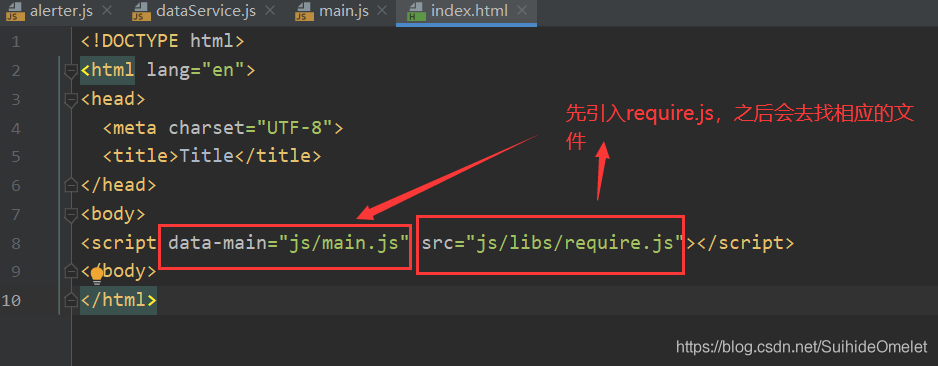 alerter.js dataService.js main.js index.html
1 <!DOCTYPE html>
2 <html lang="en">
3 <head>
4 <meta charset="UTF-8">
5 <title>Title</title>
6 </head>
7 <body>
8 <script data-main="js/main.js" src="js/libs/require.js"></script>
9 </body>
10 </html>
先引入require.js，之后会去找相应的文
件
https://blog.csdn.net/SuihideOmelet